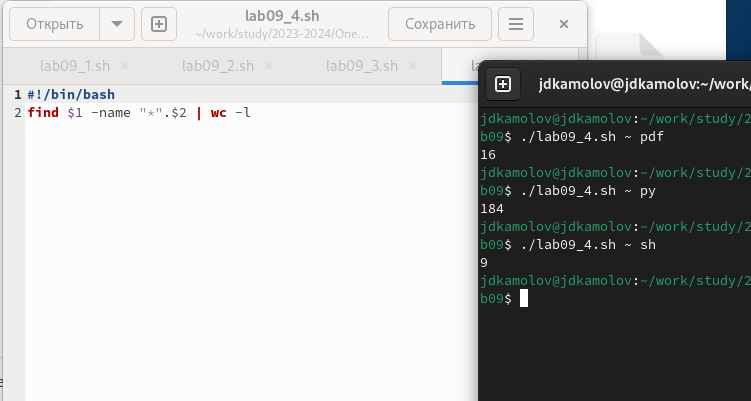 Открыть
lab09_4.sh
~/work/study/2023-2024/One...
Сохранить
lab09_1.sh
lab09_2.sh
lab09_3.sh
1 #!/bin/bash
2 find $1 -name "*".$2 | wc -l
jdkamolov@jdkamolov:~/work/
jdkamolov@jdkamolov:~/work/study/2
b09$ ./lab09_4.sh ~ pdf
16
jdkamolov@jdkamolov:~/work/study/2
b09$ ./lab09_4.sh ~ py
184
jdkamolov@jdkamolov:~/work/study/2
b09$ ./lab09_4.sh ~ sh
9
jdkamolov@jdkamolov:~/work/study/2
b09$